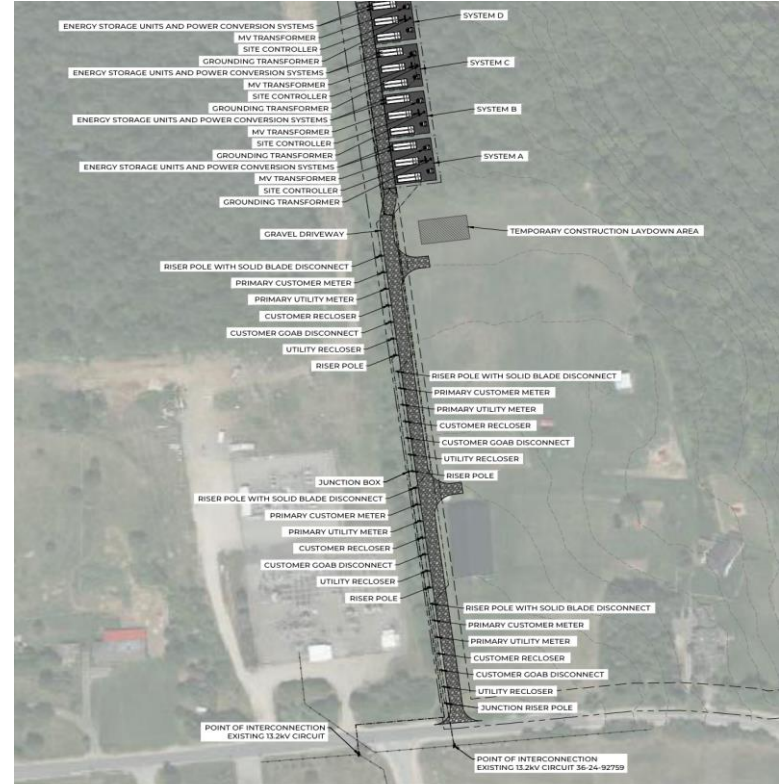 ENERGY STORAGE UNITS AND POWER CONVERSION SYSTEMS
SYSTEM D
MV TRANSFORMER
SITE CONTROLLER
GROUNDING TRANSFORMER
SYSTEM C
ENERGY STORAGE UNITS AND POWER CONVERSION SYSTEMS
MV TRANSFORMER
SITE CONTROLLER
GROUNDING TRANSFORMER
SYSTEM B
ENERGY STORAGE UNITS AND POWER CONVERSION SYSTEMS
MV TRANSFORMER
SITE CONTROLLER
GROUNDING TRANSFORMER
SYSTEM A
ENERGY STORAGE UNITS AND POWER CONVERSION SYSTEMS
MV TRANSFORMER
SITE CONTROLLER
GROUNDING TRANSFORMER
GRAVEL DRIVEWAY
TEMPORARY CONSTRUCTION LAYDOWN AREA
RISER POLE WITH SOLID BLADE DISCONNECT
PRIMARY CUSTOMER METER
PRIMARY UTILITY METER
CUSTOMER RECLOSER
CUSTOMER GOAB DISCONNECT
UTILITY RECLOSER
RISER POLE
RISER POLE WITH SOLID BLADE DISCONNECT
PRIMARY CUSTOMER METER
PRIMARY UTILITY METER
CUSTOMER RECLOSER
CUSTOMER GOAB DISCONNECT
UTILITY RECLOSER
RISER POLE
JUNCTION BOX
RISER POLE WITH SOLID BLADE DISCONNECT
PRIMARY CUSTOMER METER
PRIMARY UTILITY METER
CUSTOMER RECLOSER
CUSTOMER GOAB DISCONNECT
UTILITY RECLOSER
RISER POLE
RISER POLE WITH SOLID BLADE DISCONNECT
PRIMARY CUSTOMER METER
PRIMARY UTILITY METER
CUSTOMER RECLOSER
CUSTOMER GOAB DISCONNECT
UTILITY RECLOSER
JUNCTION RISER POLE
POINT OF INTERCONNECTION
EXISTING 13.2kV CIRCUIT
POINT OF INTERCONNECTION
EXISTING 13.2kV CIRCUIT 36-24-92759